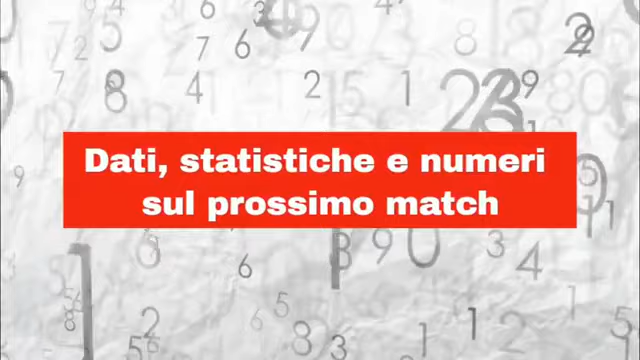 Dati, statistiche e numeri
sul prossimo match